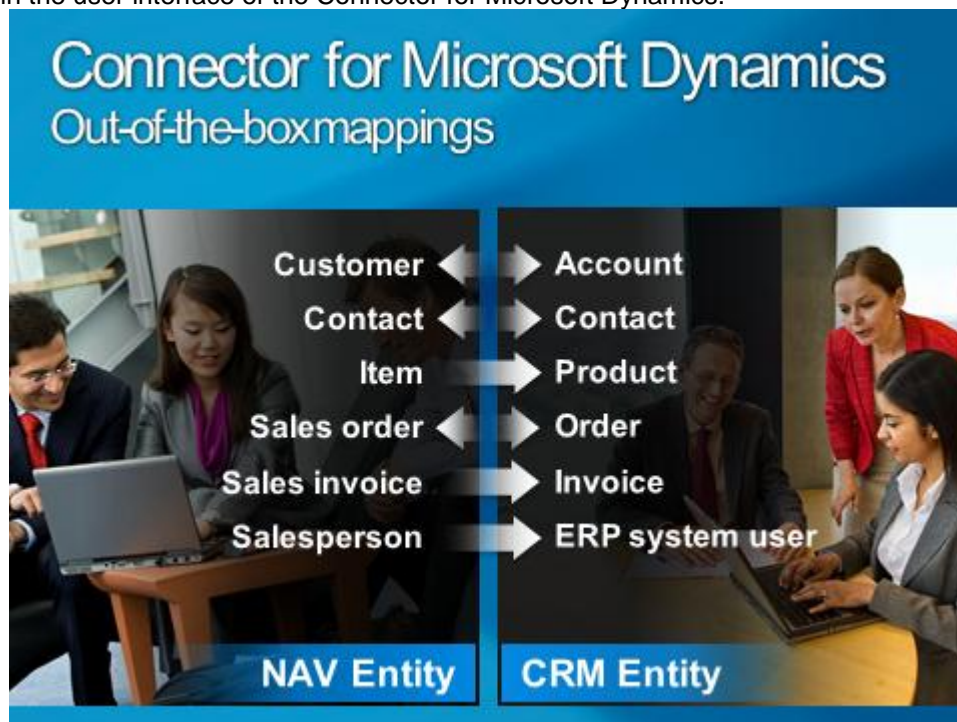 in the user interface of the Connector for Microsoft Dynamics.
Connector for Microsoft Dynamics
Out-of-the-boxmappings
Customer Account
Contact Contact
Item Product
Sales order Order
Sales invoice Invoice
Salesperson ERP system user
NAV Entity CRM Entity